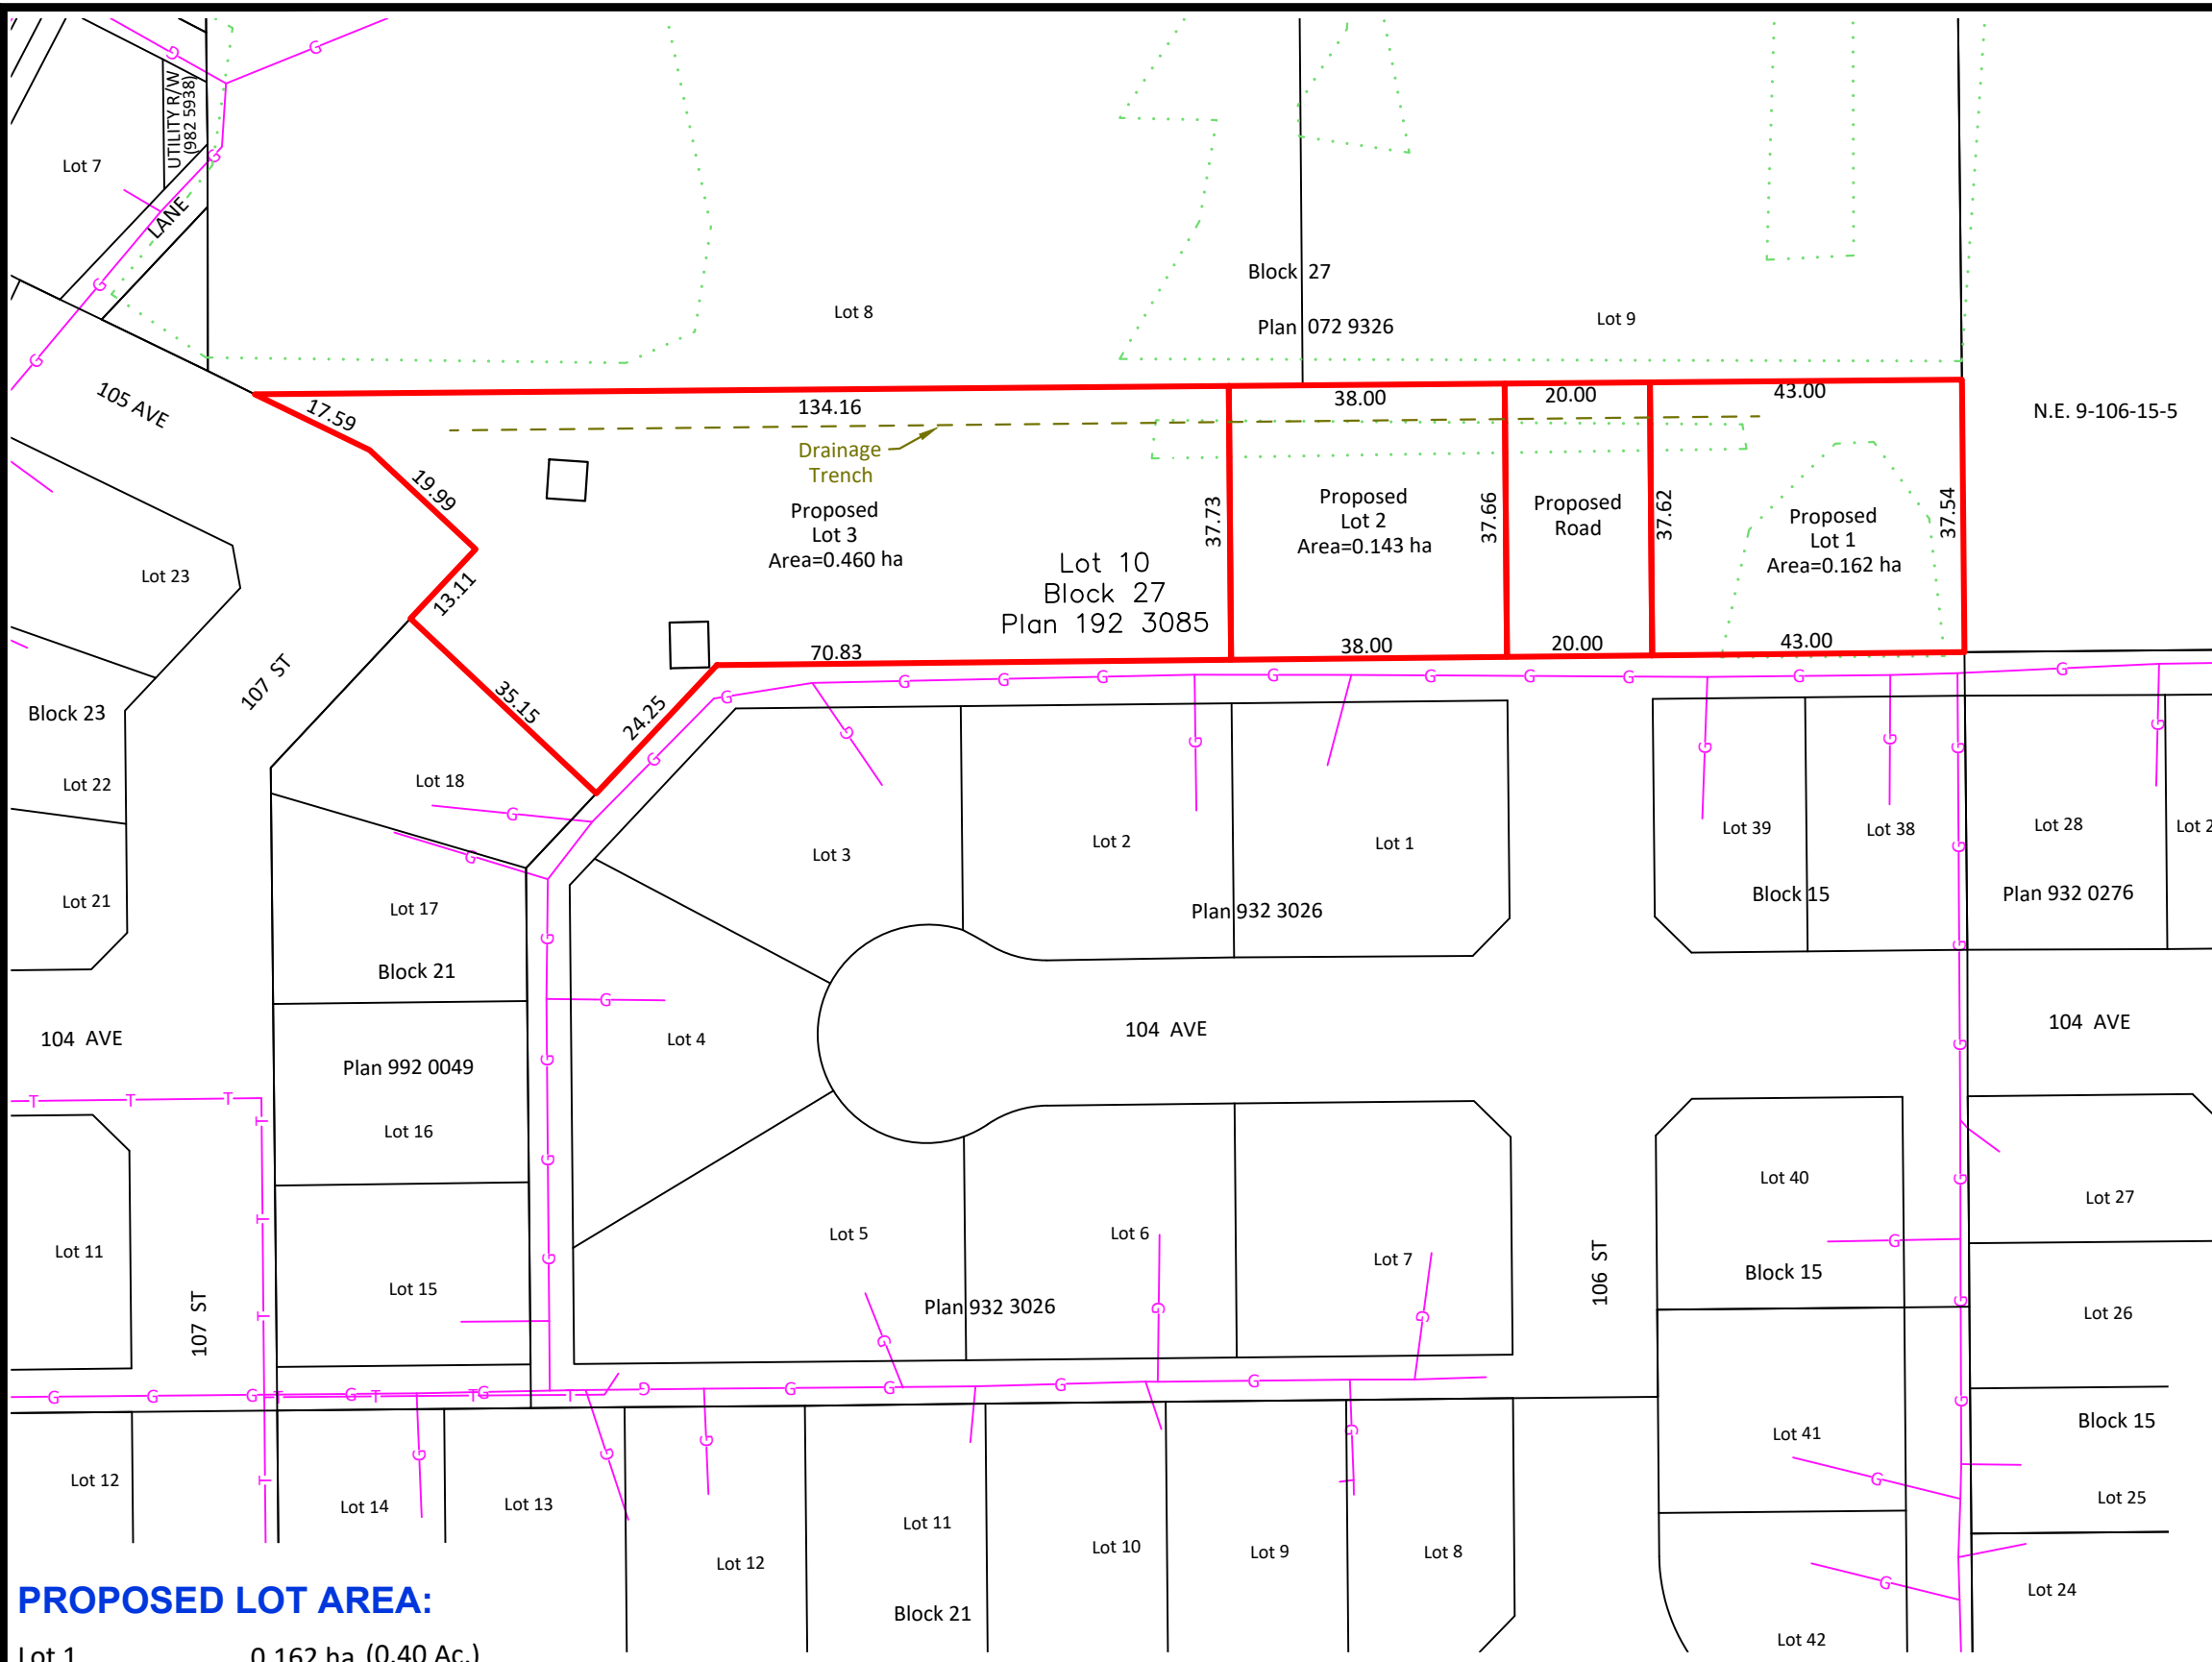 UTILITY R/W
(982 5938)
Lot 7
LANE
Block 27
Lot 8
Plan 072 9326
Lot 9
105 AVE
17.59
134.16
38.00
20.00
43.00
N.E. 9-106-15-5
Drainage
Trench
19.99
Proposed
Lot 3
Area=0.460 ha
37.73
Proposed
Lot 2
Area=0.143 ha
37.66
Proposed
Road
37.62
Proposed
Lot 1
Area=0.162 ha
37.54
Lot 10
Block 27
Plan 192 3085
Lot 23
13.11
70.83
38.00
20.00
43.00
107 ST
35.15
24.25
Block 23
Lot 22
Lot 18
Lot 21
Lot 17
Block 21
Lot 3
Lot 2
Lot 1
Plan 932 3026
Lot 39
Lot 38
Block 15
Lot 28
Lot 2
Plan 932 0276
104 AVE
Plan 992 0049
Lot 4
104 AVE
104 AVE
Lot 16
Lot 11
Lot 15
107 ST
Lot 5
Lot 6
Lot 7
Plan 932 3026
106 ST
Lot 40
Block 15
Lot 27
Lot 26
Lot 41
Block 15
Lot 25
Lot 12
Lot 14
Lot 13
Lot 12
Lot 11
Lot 10
Lot 9
Lot 8
Block 21
Lot 24
Lot 42
PROPOSED LOT AREA:
Lot 1 0.162 ha (0.40 Ac.)
G G G G G G G G G G G G G G G G G G G G G G G G G G G G G G G G G G G G G G G G G G G G G G G G G G G G G G G
T T T T T T T T T T